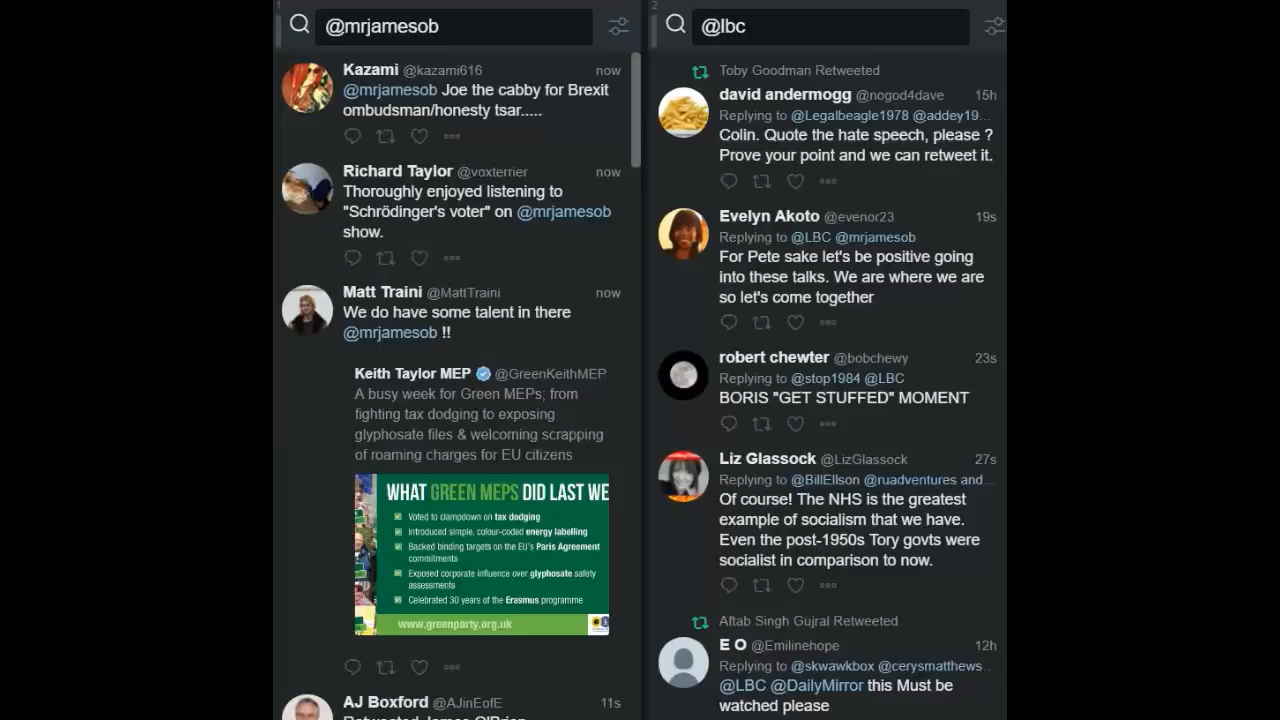 1
@mrjamesob
Kazami @kazami616 now
@mrjamesob Joe the cabby for Brexit
ombudsman/honesty tsar.....
Richard Taylor @voxterrier now
Thoroughly enjoyed listening to
"Schrödinger's voter" on @mrjamesob
show.
Matt Traini @MattTraini now
We do have some talent in there
@mrjamesob !!
Keith Taylor MEP @GreenKeithMEP
A busy week for Green MEPs; from
fighting tax dodging to exposing
glyphosate files & welcoming scrapping
of roaming charges for EU citizens
WHAT GREEN MEPS DID LAST WE
Voted to clampdown on tax dodging
Introduced simple, colour-coded energy labelling
Backed binding targets on the EU's Paris Agreement
commitments
Exposed corporate influence over glyphosate safety
assessments
Celebrated 30 years of the Erasmus programme
www.greenparty.org.uk
AJ Boxford @AJinEofE 11s
Retweeted James O'Brien
2
@lbc
Toby Goodman Retweeted
david andermogg @nogod4dave 15h
Replying to @Legalbeagle1978 @addey19...
Colin. Quote the hate speech, please ?
Prove your point and we can retweet it.
Evelyn Akoto @evenor23 19s
Replying to @LBC @mrjamesob
For Pete sake let's be positive going
into these talks. We are where we are
so let's come together
robert chewter @bobchewy 23s
Replying to @stop1984 @LBC
BORIS "GET STUFFED" MOMENT
Liz Glassock @LizGlassock 27s
Replying to @BillEllson @ruadventures and...
Of course! The NHS is the greatest
example of socialism that we have.
Even the post-1950s Tory govts were
socialist in comparison to now.
Aftab Singh Gujral Retweeted
E O @Emilinehope 12h
Replying to @skwawkbox @cerysmatthews...
@LBC @DailyMirror this Must be
watched please